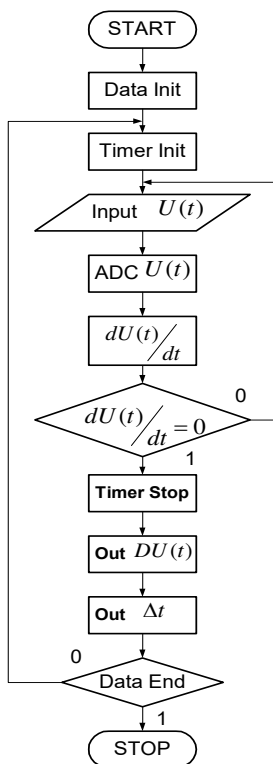 START
Data Init
Timer Init
Input U(t)
ADC U(t)
dU(t)/dt
dU(t)/dt = 0
0
1
Timer Stop
Out DU(t)
Out Δt
0
Data End
1
STOP